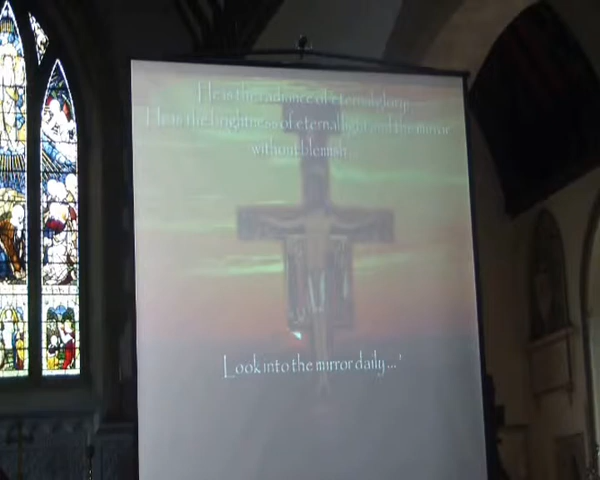 He is the radiance of eternal glory
He is the brightness of eternal light and the mirror
without blemish
Look into the mirror daily...'